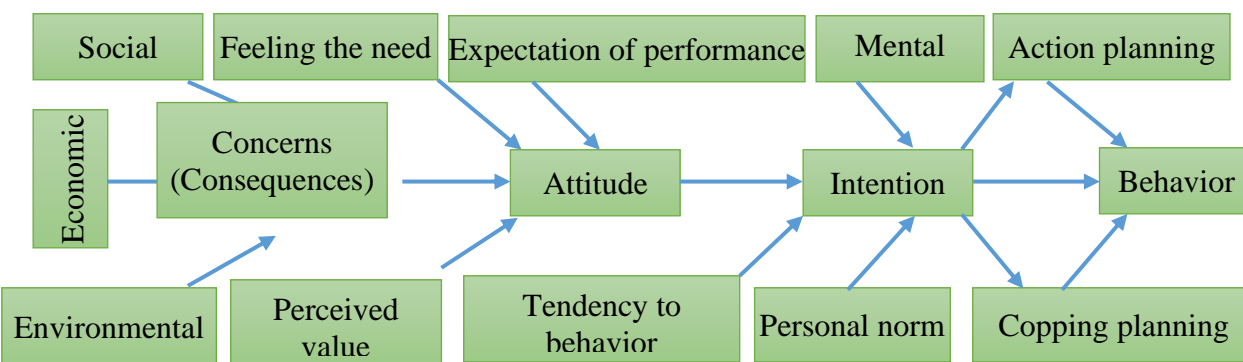 Social
Feeling the need
Expectation of performance
Mental
Action planning
Economic
Concerns
(Consequences)
Attitude
Intention
Behavior
Environmental
Perceived
value
Tendency to
behavior
Personal norm
Copping planning